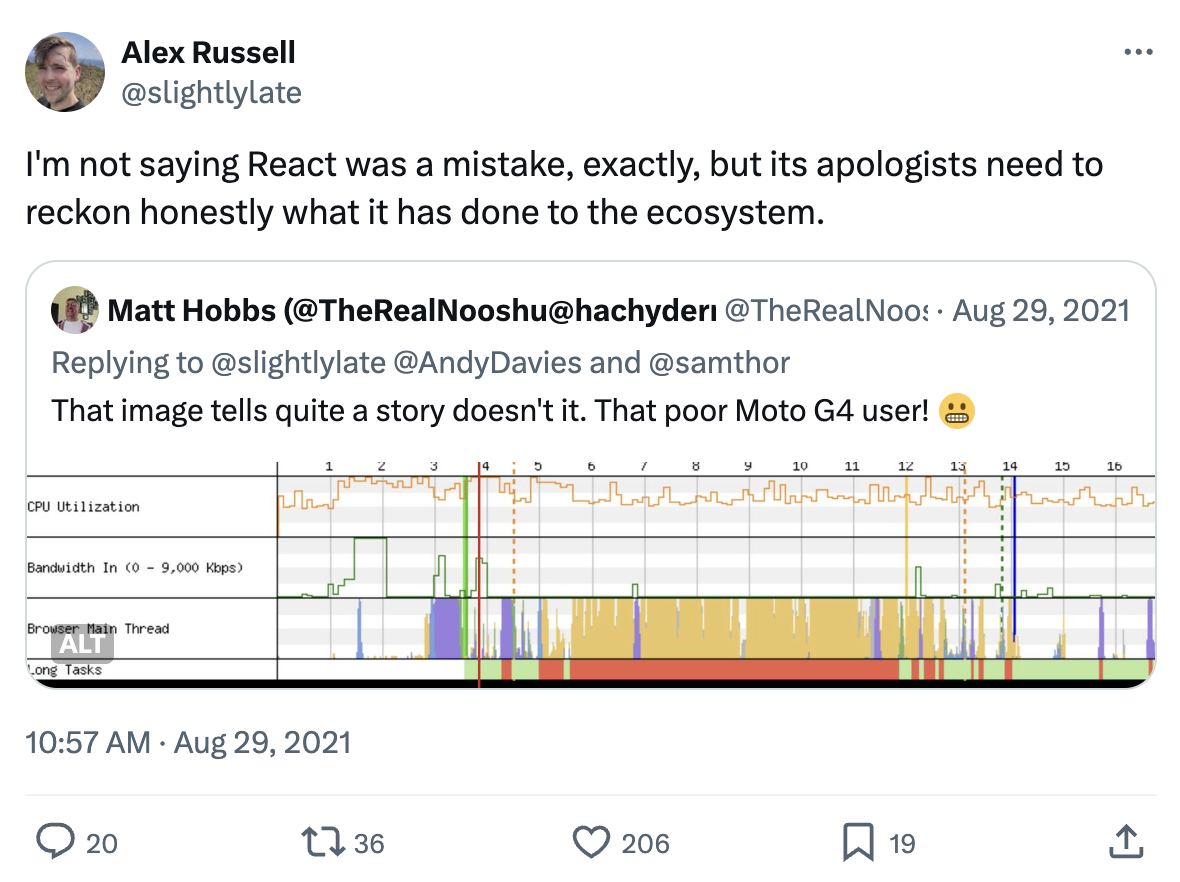 Alex Russell
@slightlylate
I'm not saying React was a mistake, exactly, but its apologists need to
reckon honestly what it has done to the ecosystem.
Matt Hobbs (@TheRealNooshu@hachyderm @TheRealNoos · Aug 29, 2021
Replying to @slightlylate @AndyDavies and @samthor
That image tells quite a story doesn't it. That poor Moto G4 user! 😬
1 2 3 4 5 6 7 8 9 10 11 12 13 14 15 16
CPU Utilization
Bandwidth In (0 - 9,000 Kbps)
Browser Main Thread
ALT
Long Tasks
10:57 AM · Aug 29, 2021
20 36 206 19